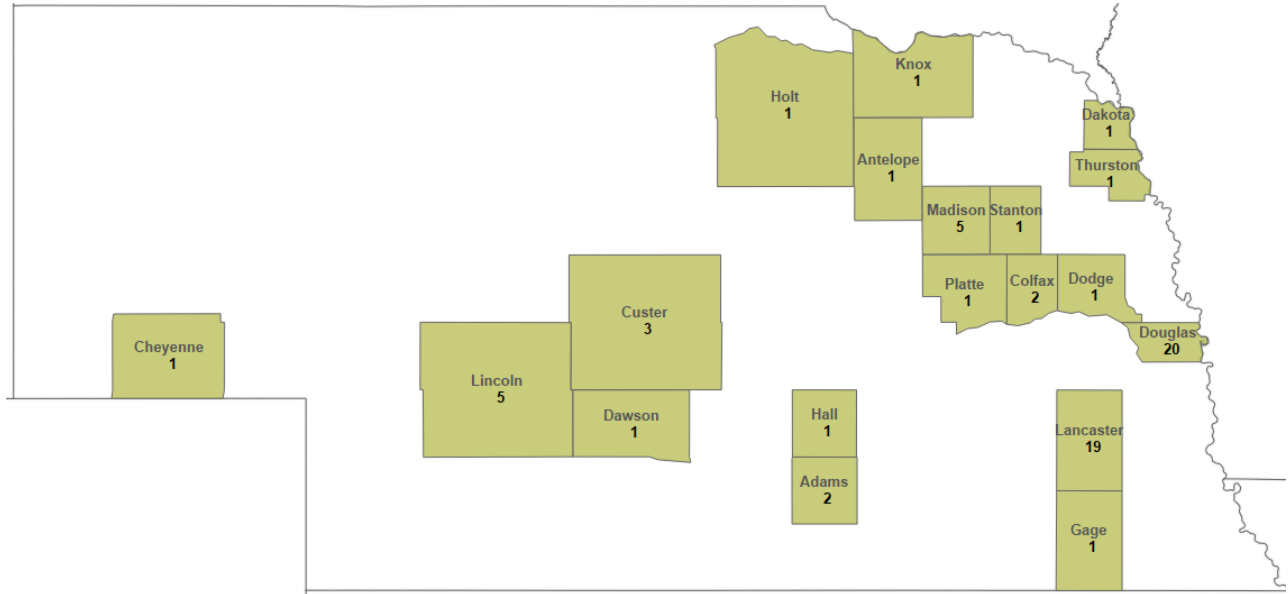 Knox
1
Holt
1
Dakota
1
Antelope
1
Thurston
1
Madison
5
Stanton
1
Platte
1
Colfax
2
Dodge
1
Custer
3
Douglas
20
Cheyenne
1
Lincoln
5
Dawson
1
Hall
1
Lancaster
19
Adams
2
Gage
1